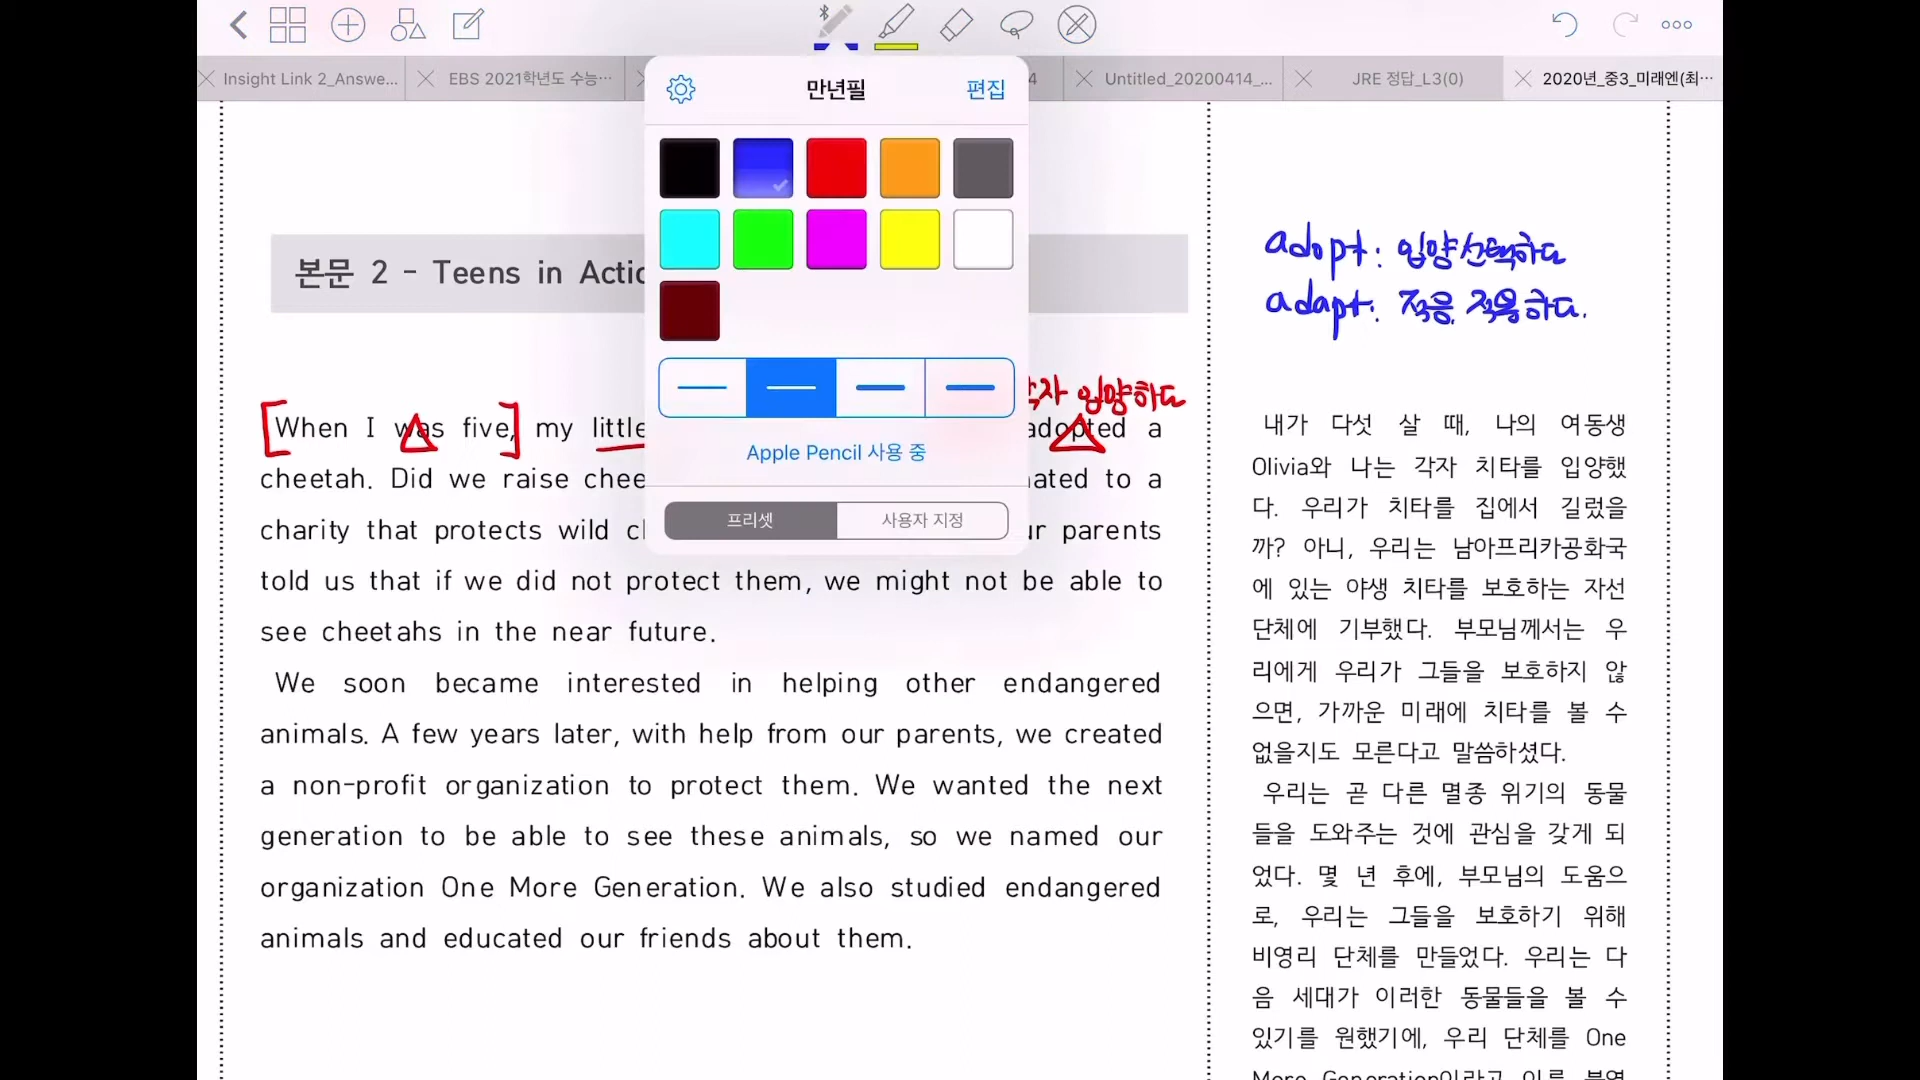 Insight Link 2_Answe...
EBS 2021학년도 수능...
4
Untitled_20200414_...
JRE 정답_L3(0)
2020년_중3_미래엔(최...
만년필
편집
Apple Pencil 사용 중
프리셋
사용자 지정
본문 2 - Teens in Actio
각자 입양하다
[When I was five,] my little adopted a
cheetah. Did we raise chee ated to a
charity that protects wild c r parents
told us that if we did not protect them, we might not be able to
see cheetahs in the near future.
We soon became interested in helping other endangered
animals. A few years later, with help from our parents, we created
a non-profit organization to protect them. We wanted the next
generation to be able to see these animals, so we named our
organization One More Generation. We also studied endangered
animals and educated our friends about them.
adopt: 입양 선택하다
adapt: 적응, 적용하다.
내가 다섯 살 때, 나의 여동생
Olivia와 나는 각자 치타를 입양했
다. 우리가 치타를 집에서 길렀을
까? 아니, 우리는 남아프리카공화국
에 있는 야생 치타를 보호하는 자선
단체에 기부했다. 부모님께서는 우
리에게 우리가 그들을 보호하지 않
으면, 가까운 미래에 치타를 볼 수
없을지도 모른다고 말씀하셨다.
우리는 곧 다른 멸종 위기의 동물
들을 도와주는 것에 관심을 갖게 되
었다. 몇 년 후에, 부모님의 도움으
로, 우리는 그들을 보호하기 위해
비영리 단체를 만들었다. 우리는 다
음 세대가 이러한 동물들을 볼 수
있기를 원했기에, 우리 단체를 One